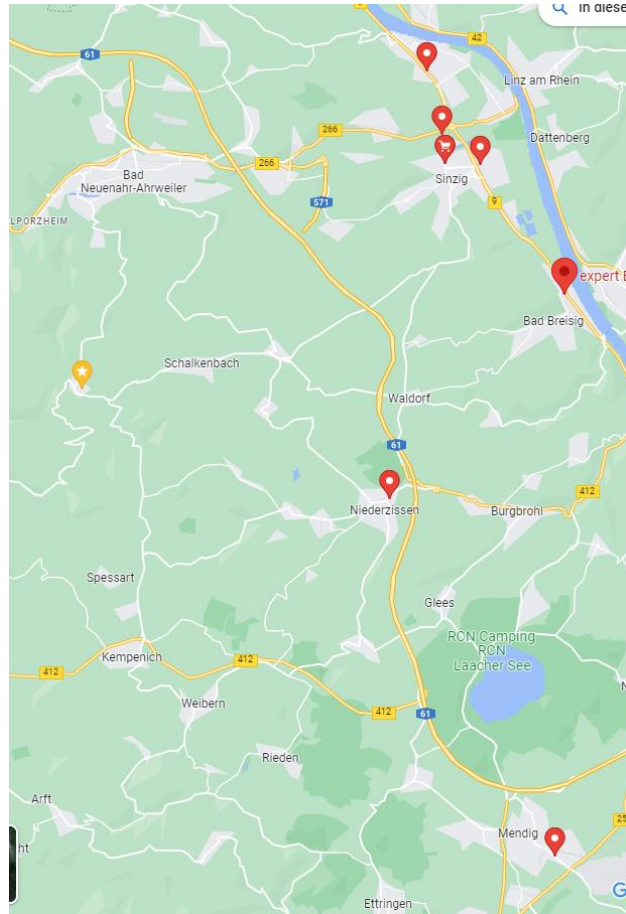 In diese
61
42
Linz am Rhein
Dattenberg
266
266
Bad
Neuenahr-Ahrweiler
Sinzig
571
9
LPORZHEIM
expert B
Bad Breisig
Schalkenbach
Waldorf
61
412
Niederzissen
Burgbrohl
Spessart
Glees
RCN Camping
RCN
Laacher See
Kempenich
412
412
N
Weibern
412
61
Rieden
Arft
25
Mendig
ht
G
Ettringen